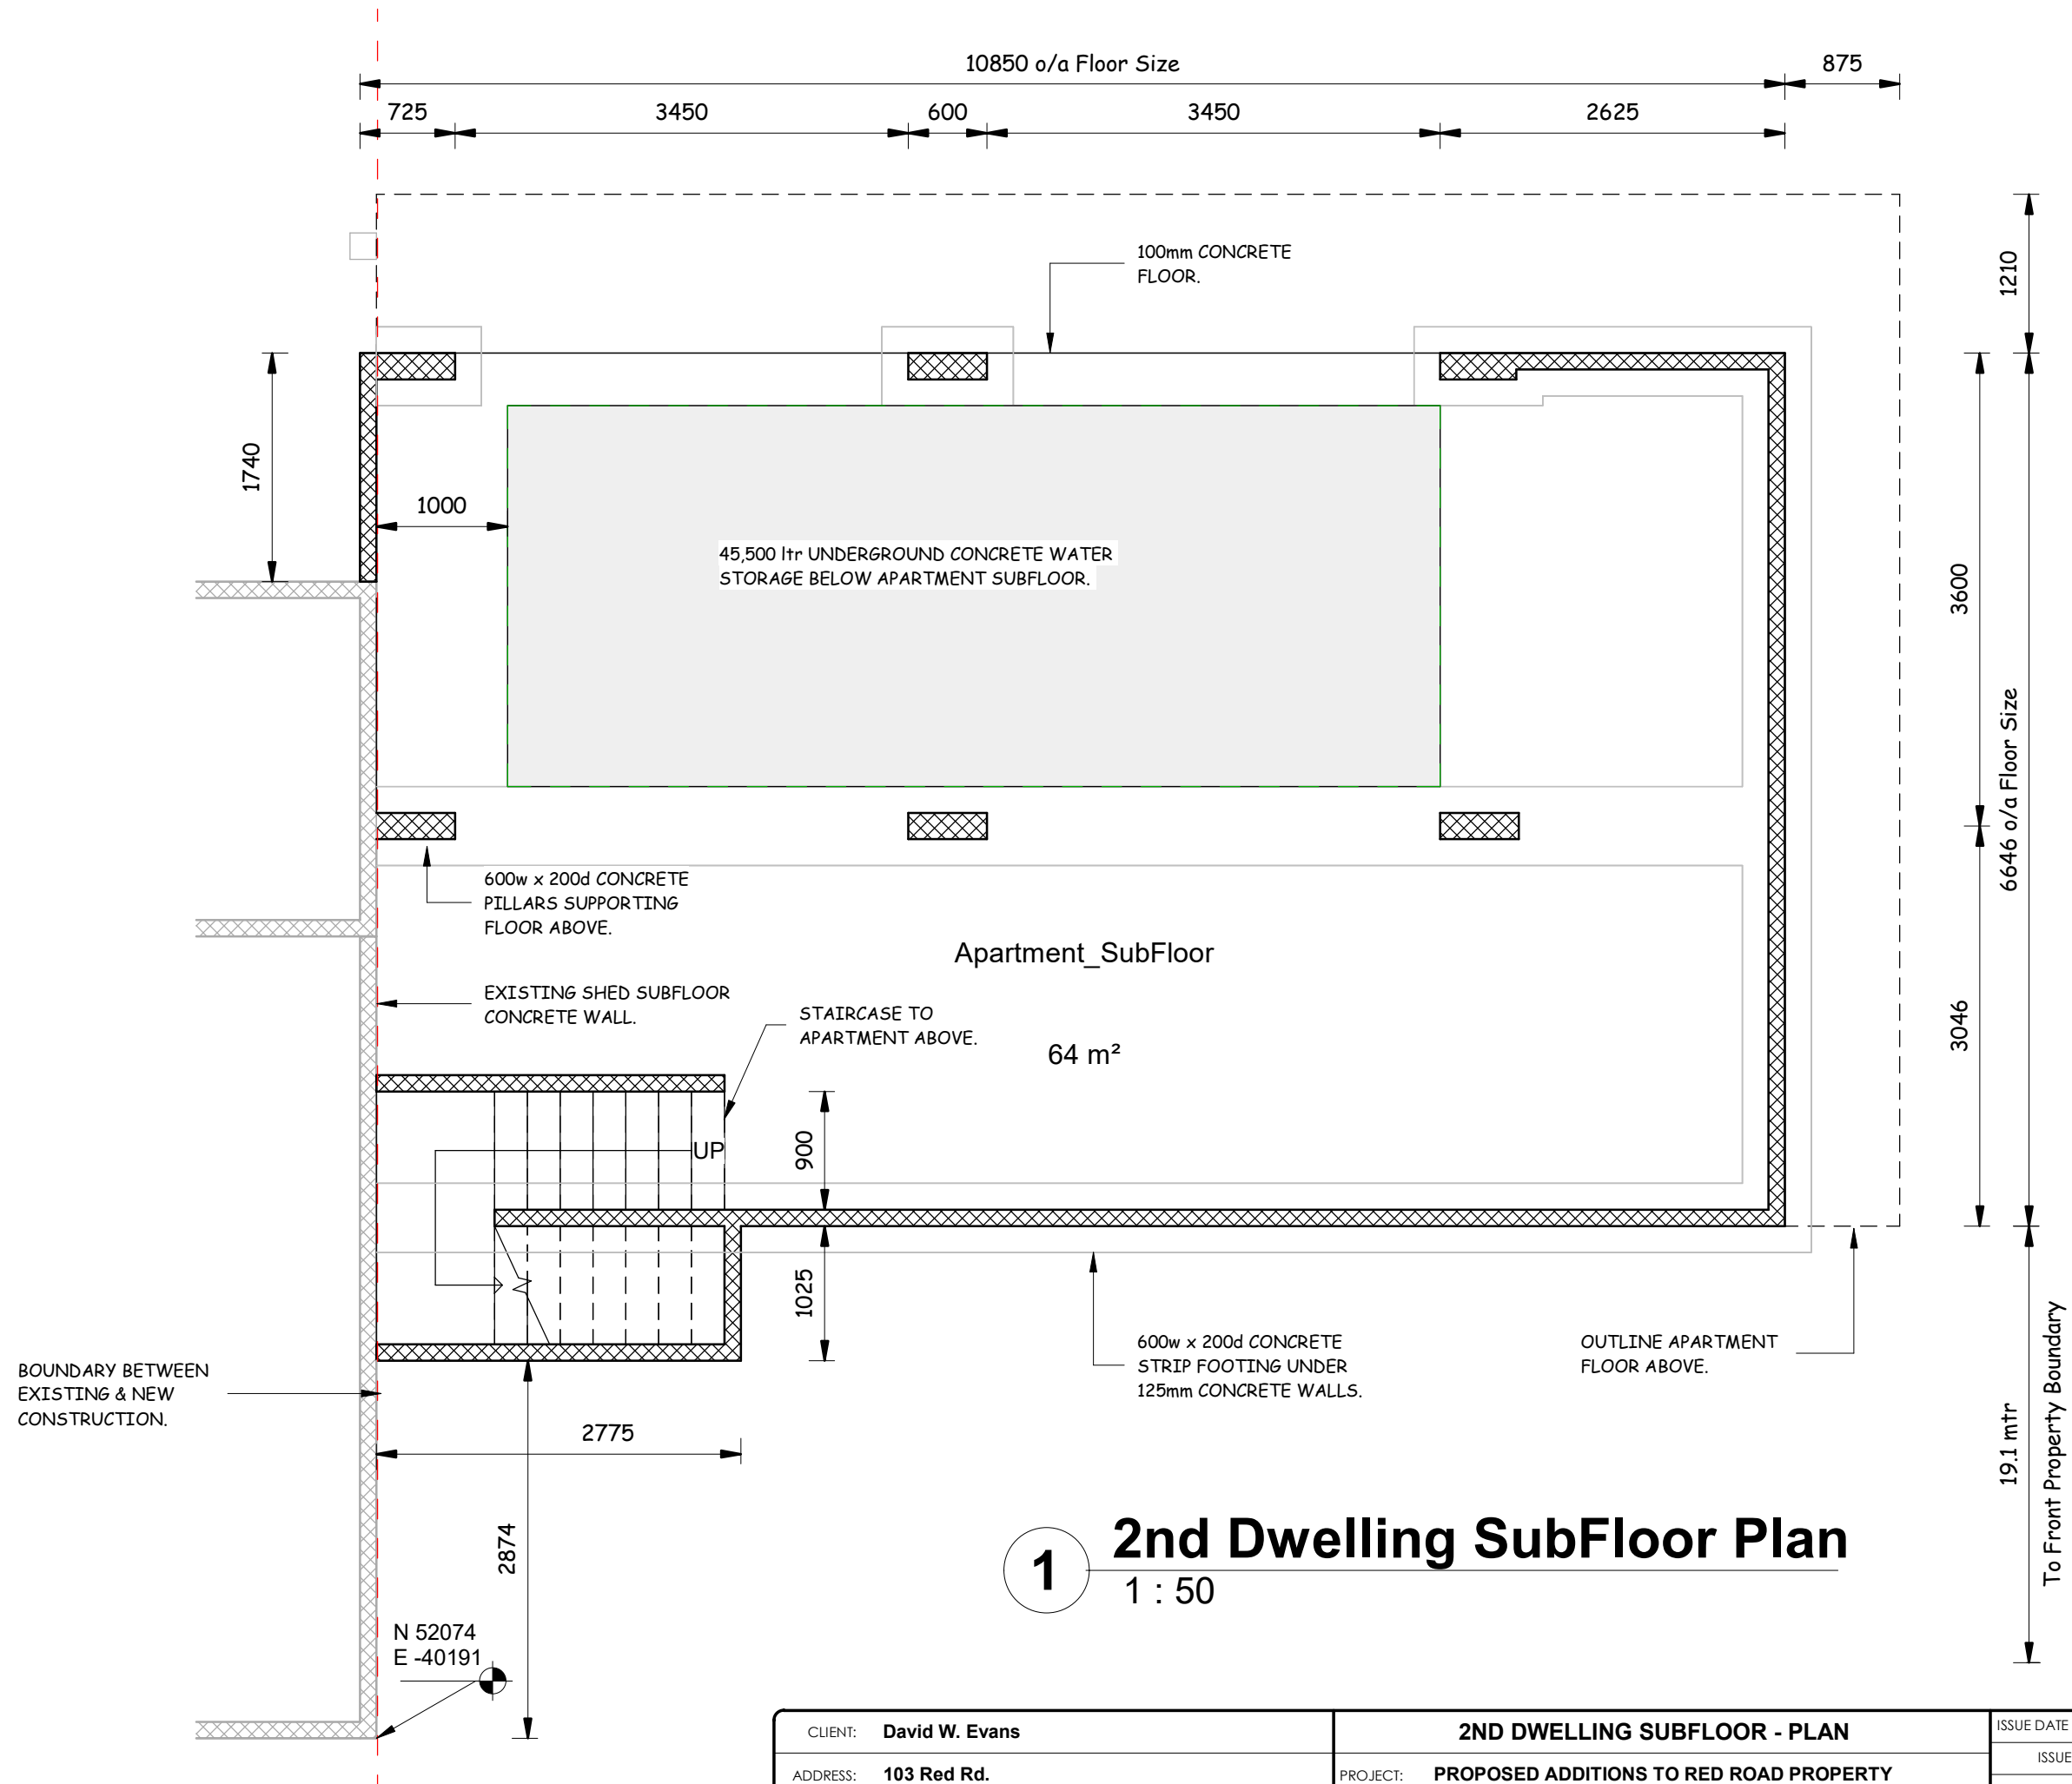 10850 o/a Floor Size
875
725
3450
600
3450
2625
1210
100mm CONCRETE
FLOOR.
1740
1000
45,500 ltr UNDERGROUND CONCRETE WATER
STORAGE BELOW APARTMENT SUBFLOOR.
3600
6646 o/a Floor Size
600w x 200d CONCRETE
PILLARS SUPPORTING
FLOOR ABOVE.
Apartment_SubFloor
EXISTING SHED SUBFLOOR
CONCRETE WALL.
STAIRCASE TO
APARTMENT ABOVE.
64 m²
3046
900
UP
1025
600w x 200d CONCRETE
STRIP FOOTING UNDER
125mm CONCRETE WALLS.
OUTLINE APARTMENT
FLOOR ABOVE.
BOUNDARY BETWEEN
EXISTING & NEW
CONSTRUCTION.
2775
19.1 mtr
To Front Property Boundary
2874
1
2nd Dwelling SubFloor Plan
1 : 50
N 52074
E -40191
CLIENT: David W. Evans
2ND DWELLING SUBFLOOR - PLAN
ISSUE DATE
ISSUE
ADDRESS: 103 Red Rd.
PROJECT: PROPOSED ADDITIONS TO RED ROAD PROPERTY